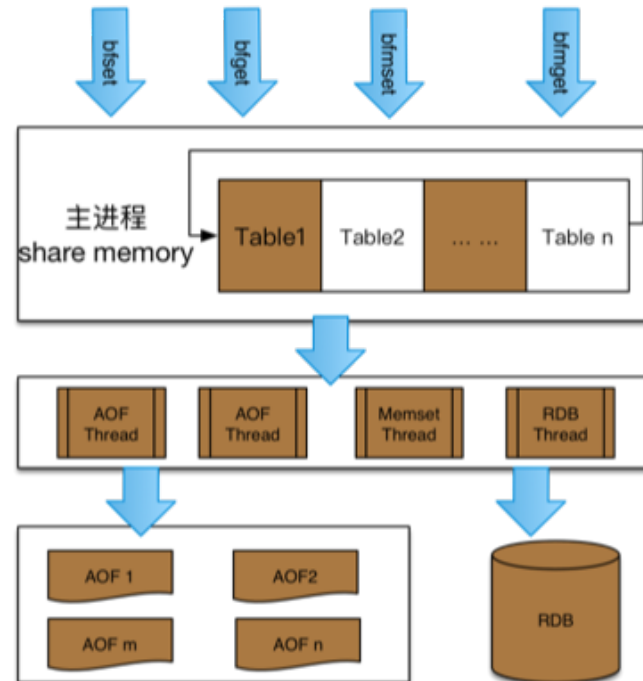 bfset
bfget
bfmset
bfmget
主进程
share memory
Table1
Table2
... ...
Table n
AOF
Thread
AOF
Thread
Memset
Thread
RDB
Thread
AOF 1
AOF2
AOF m
AOF n
RDB